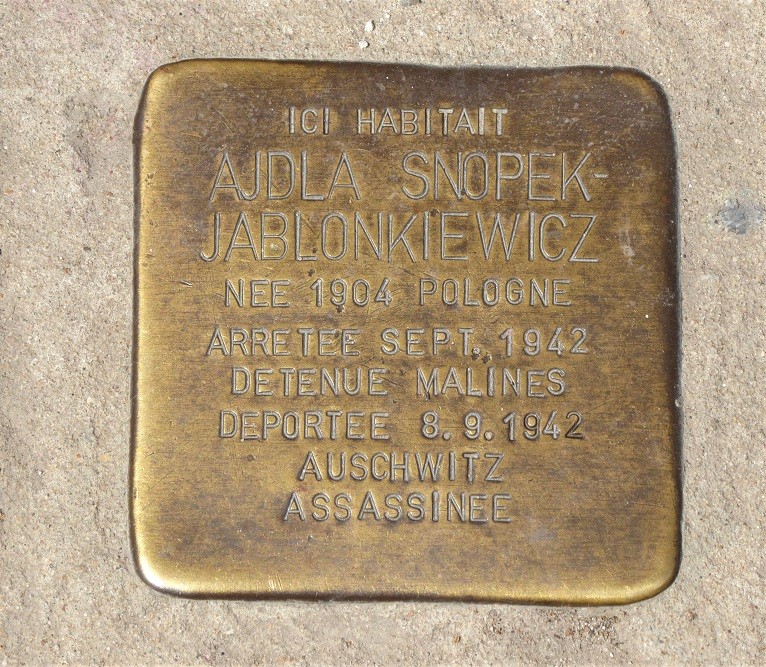 ICI HABITAIT
AJDLA SNOPEK-
JABLONKIEWICZ
NEE 1904 POLOGNE
ARRETEE SEPT. 1942
DETENUE MALINES
DEPORTEE 8.9.1942
AUSCHWITZ
ASSASSINEE